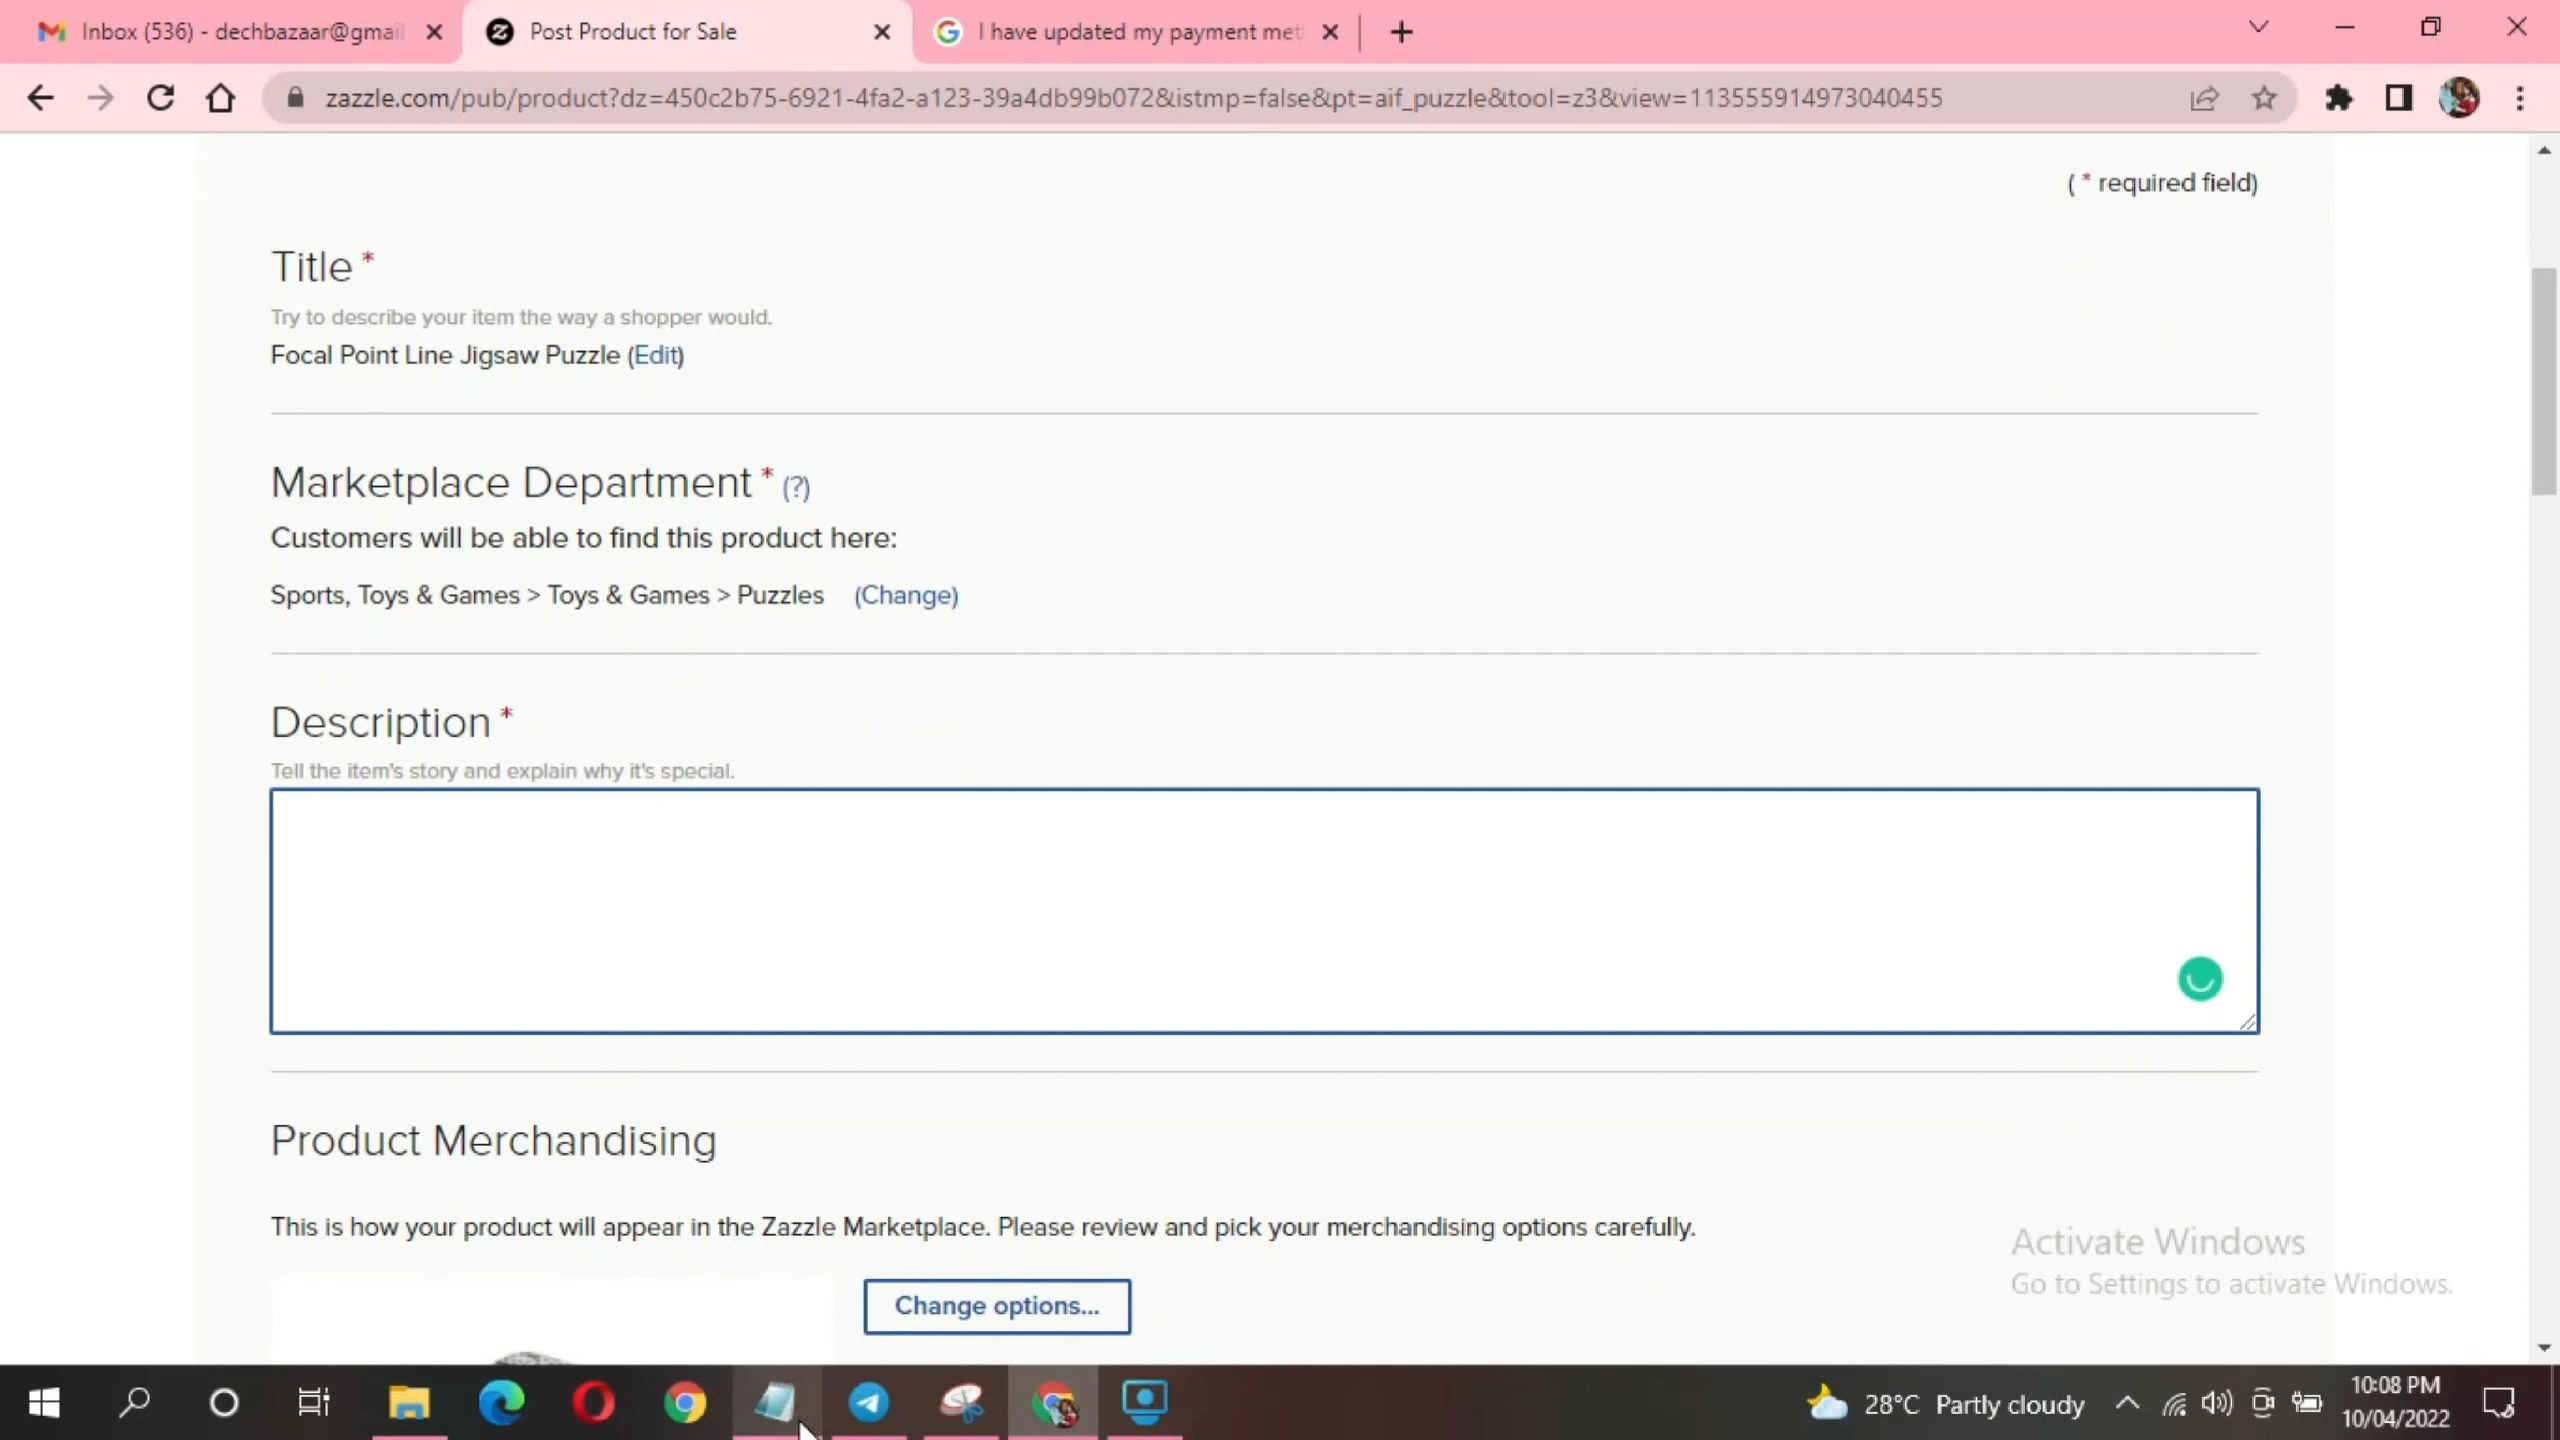 Inbox (536) - dechbazaar@gmail
Post Product for Sale
I have updated my payment met
zazzle.com/pub/product?dz=450c2b75-6921-4fa2-a123-39a4db99b072&istmp=false&pt=aif_puzzle&tool=z3&view=113555914973040455
( * required field)
Title *
Try to describe your item the way a shopper would.
Focal Point Line Jigsaw Puzzle (Edit)
Marketplace Department * (?)
Customers will be able to find this product here:
Sports, Toys & Games > Toys & Games > Puzzles (Change)
Description *
Tell the item's story and explain why it's special.
Product Merchandising
This is how your product will appear in the Zazzle Marketplace. Please review and pick your merchandising options carefully.
Change options...
Activate Windows
Go to Settings to activate Windows.
28°C Partly cloudy
10:08 PM
10/04/2022